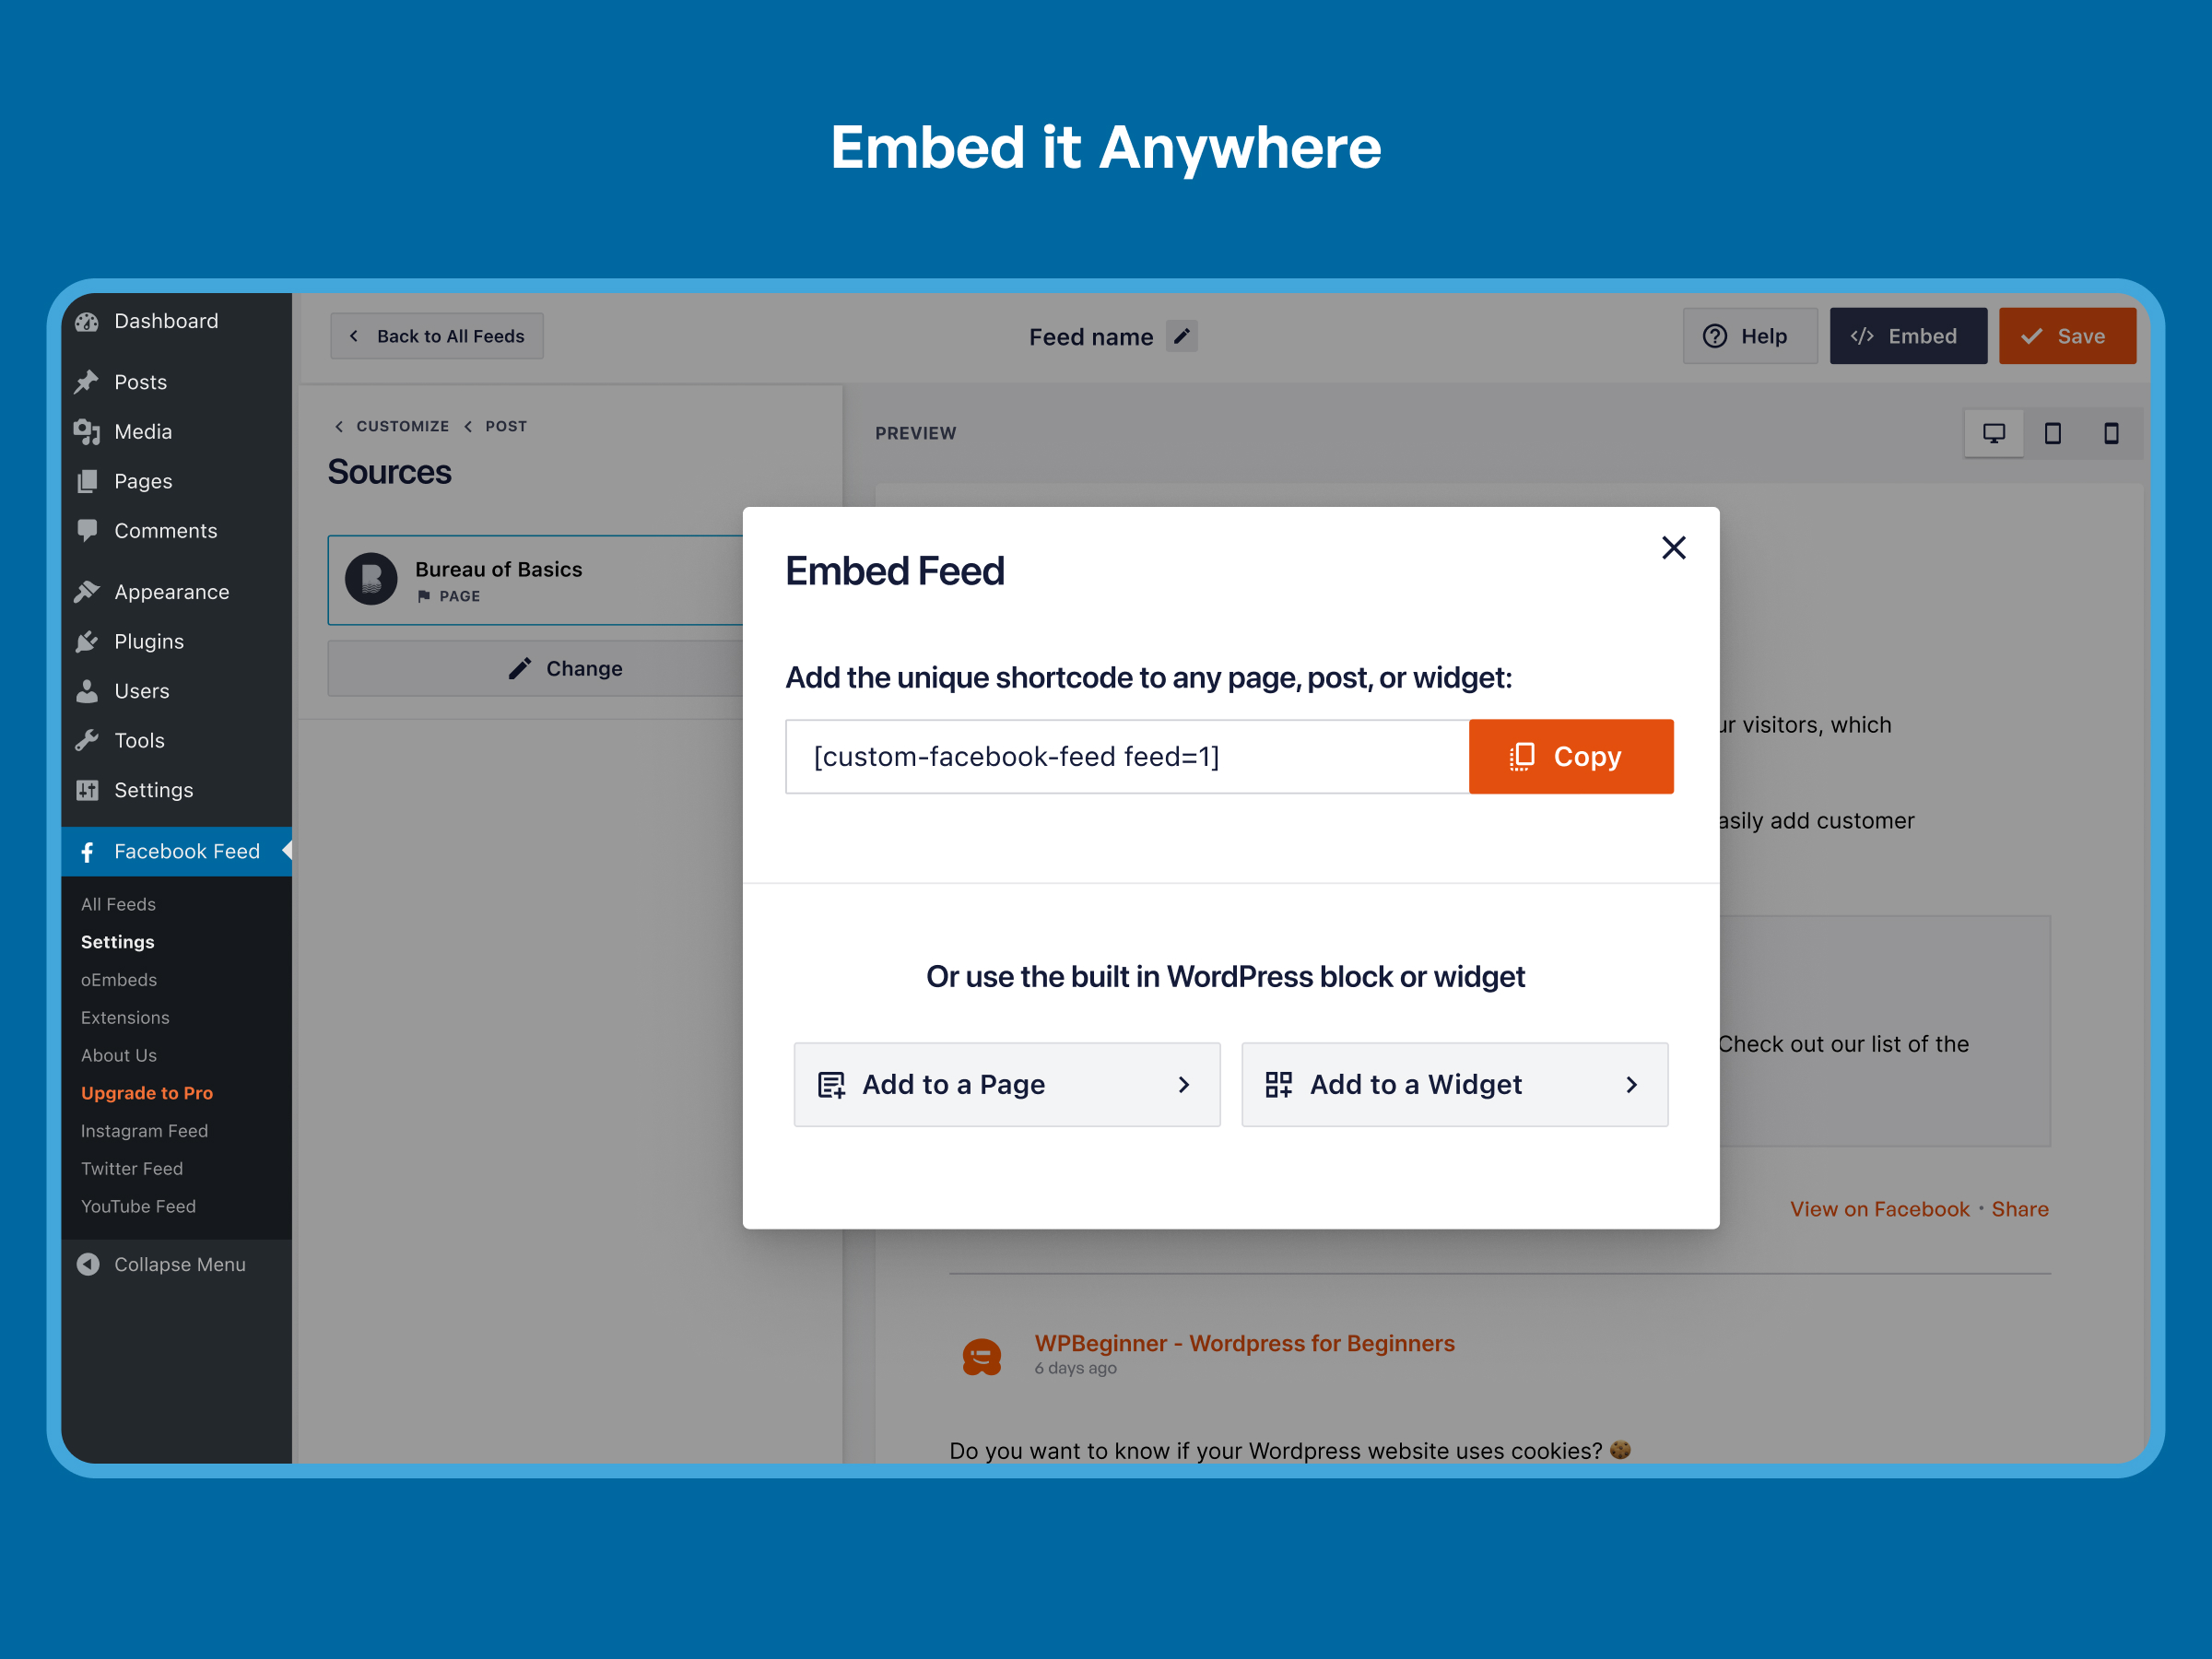 Embed it Anywhere
Dashboard
Posts
Media
Pages
Comments
Appearance
Plugins
Users
Tools
Settings
Facebook Feed
All Feeds
Settings
oEmbeds
Extensions
About Us
Upgrade to Pro
Instagram Feed
Twitter Feed
YouTube Feed
Collapse Menu
Back to All Feeds
Feed name
Help
</> Embed
Save
CUSTOMIZE
POST
Sources
Bureau of Basics
PAGE
Change
PREVIEW
Embed Feed
Add the unique shortcode to any page, post, or widget:
[custom-facebook-feed feed=1]
Copy
Or use the built in WordPress block or widget
Add to a Page
Add to a Widget
visitors, which
add customer
Check out our list of the
View on Facebook · Share
WPBeginner - Wordpress for Beginners
6 days ago
Do you want to know if your Wordpress website uses cookies? 🍪